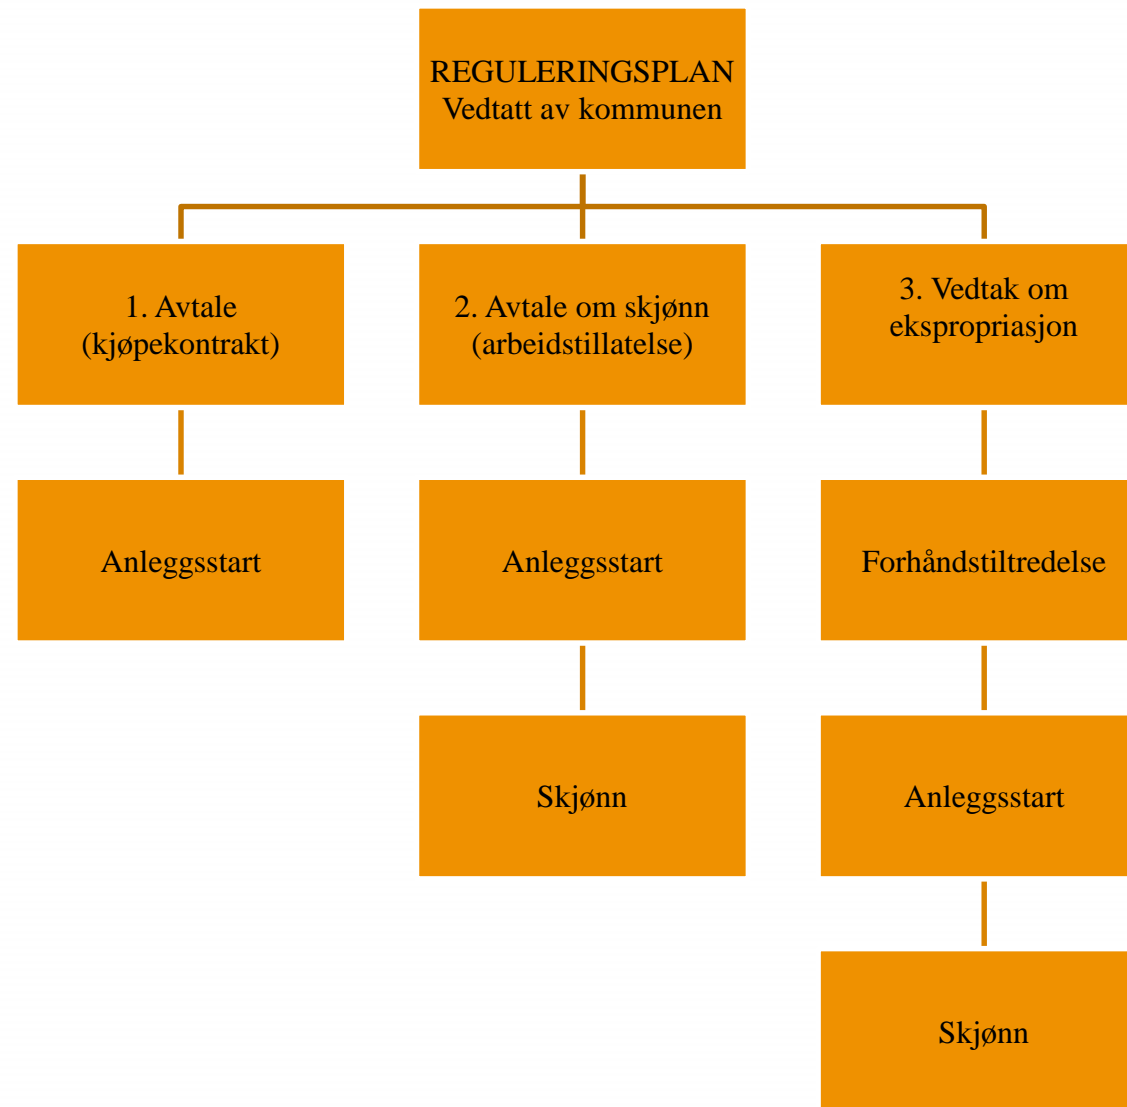 REGULERINGSPLAN
Vedtatt av kommunen
1. Avtale
(kjøpekontrakt)
2. Avtale om skjønn
(arbeidstillatelse)
3. Vedtak om
ekspropriasjon
Anleggsstart
Anleggsstart
Forhåndstiltredelse
Skjønn
Anleggsstart
Skjønn